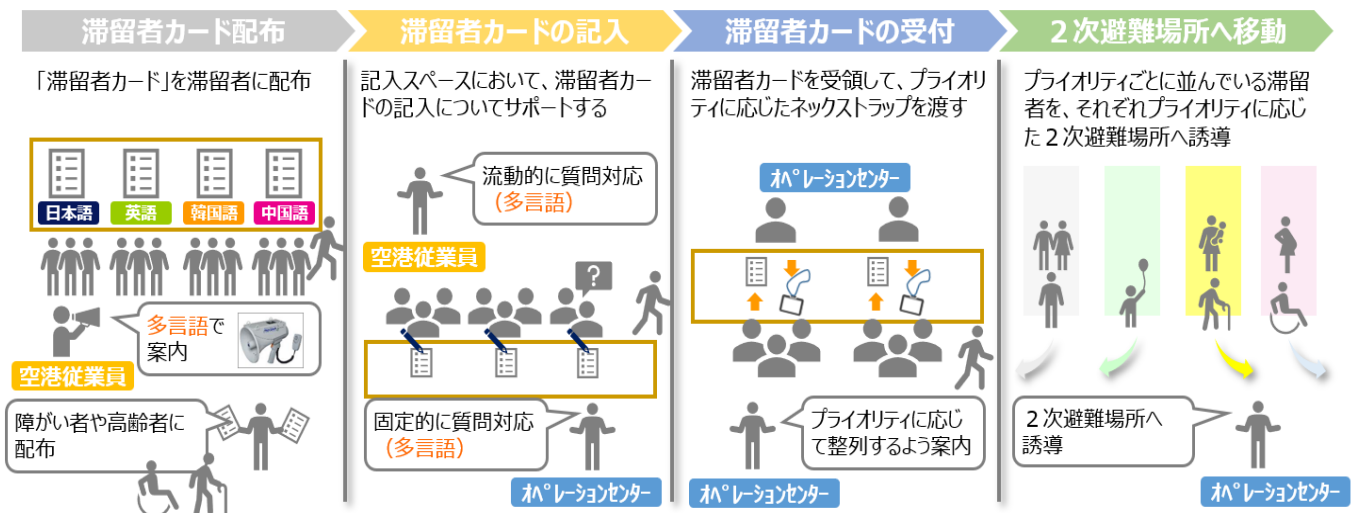 滞留者カード配布
「滞留者カード」を滞留者に配布
日本語
英語
韓国語
中国語
多言語で
案内
空港従業員
障がい者や高齢者に
配布
滞留者カードの記入
記入スペースにおいて、滞留者カー
ドの記入についてサポートする
流動的に質問対応
（多言語）
空港従業員
?
固定的に質問対応
（多言語）
オペレーションセンター
滞留者カードの受付
滞留者カードを受領して、プライオリ
ティに応じたネックストラップを渡す
オペレーションセンター
プライオリティに応じ
て整列するよう案内
オペレーションセンター
２次避難場所へ移動
プライオリティごとに並んでいる滞留
者を、それぞれプライオリティに応じ
た２次避難場所へ誘導
２次避難場所へ
誘導
オペレーションセンター